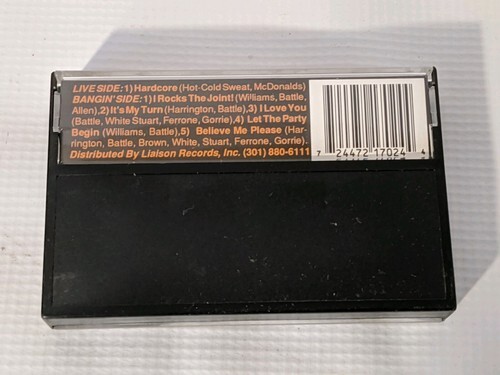 LIVE SIDE: 1) Hardcore (Hot-Cold Sweat, McDonalds)
BANGIN' SIDE: 1) I Rocks The Joint! (Williams, Battle,
Allen), 2) It's My Turn (Harrington, Battle), 3) I Love You
(Battle, White Stuart, Ferrone, Gorrie), 4) Let The Party
Begin (Williams, Battle), 5) Believe Me Please (Har-
rington, Battle, Brown, White, Stuart, Ferrone, Gorrie).
Distributed By Liaison Records, Inc. (301) 880-6111
7 24472 17024 4